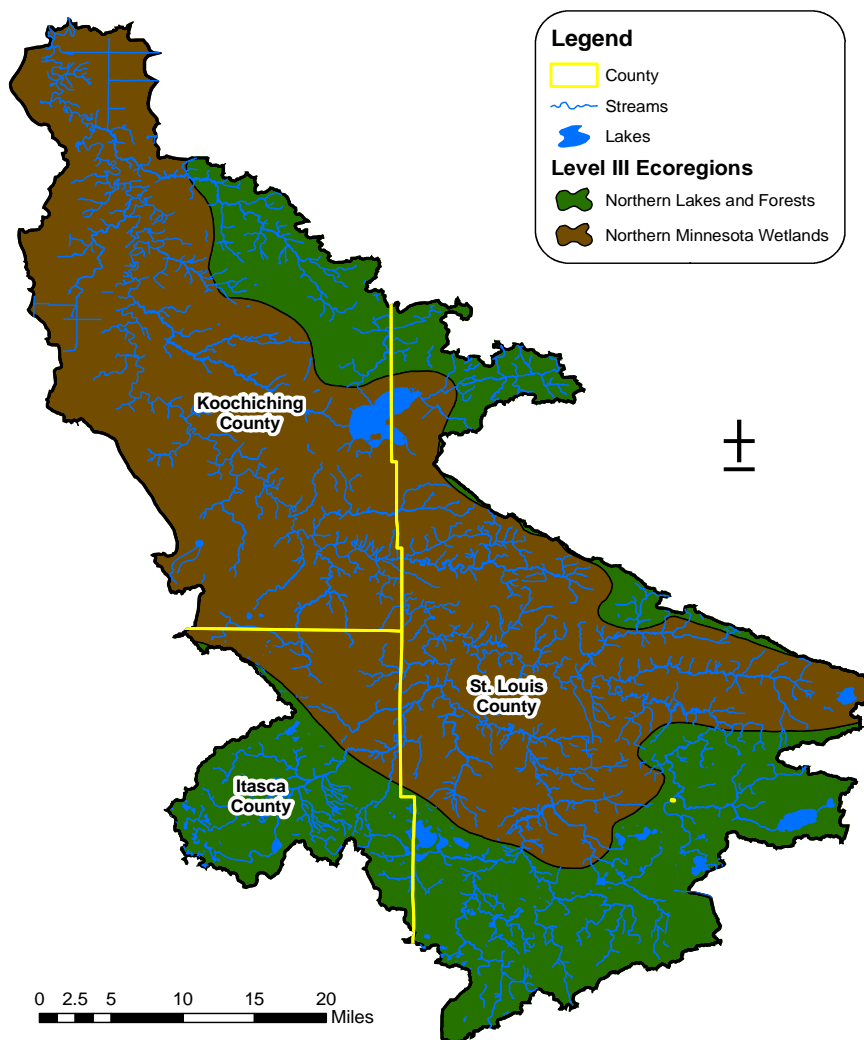 Legend
County
Streams
Lakes
Level III Ecoregions
Northern Lakes and Forests
Northern Minnesota Wetlands
Koochiching
County
St. Louis
County
Itasca
County
0 2.5 5 10 15 20
Miles